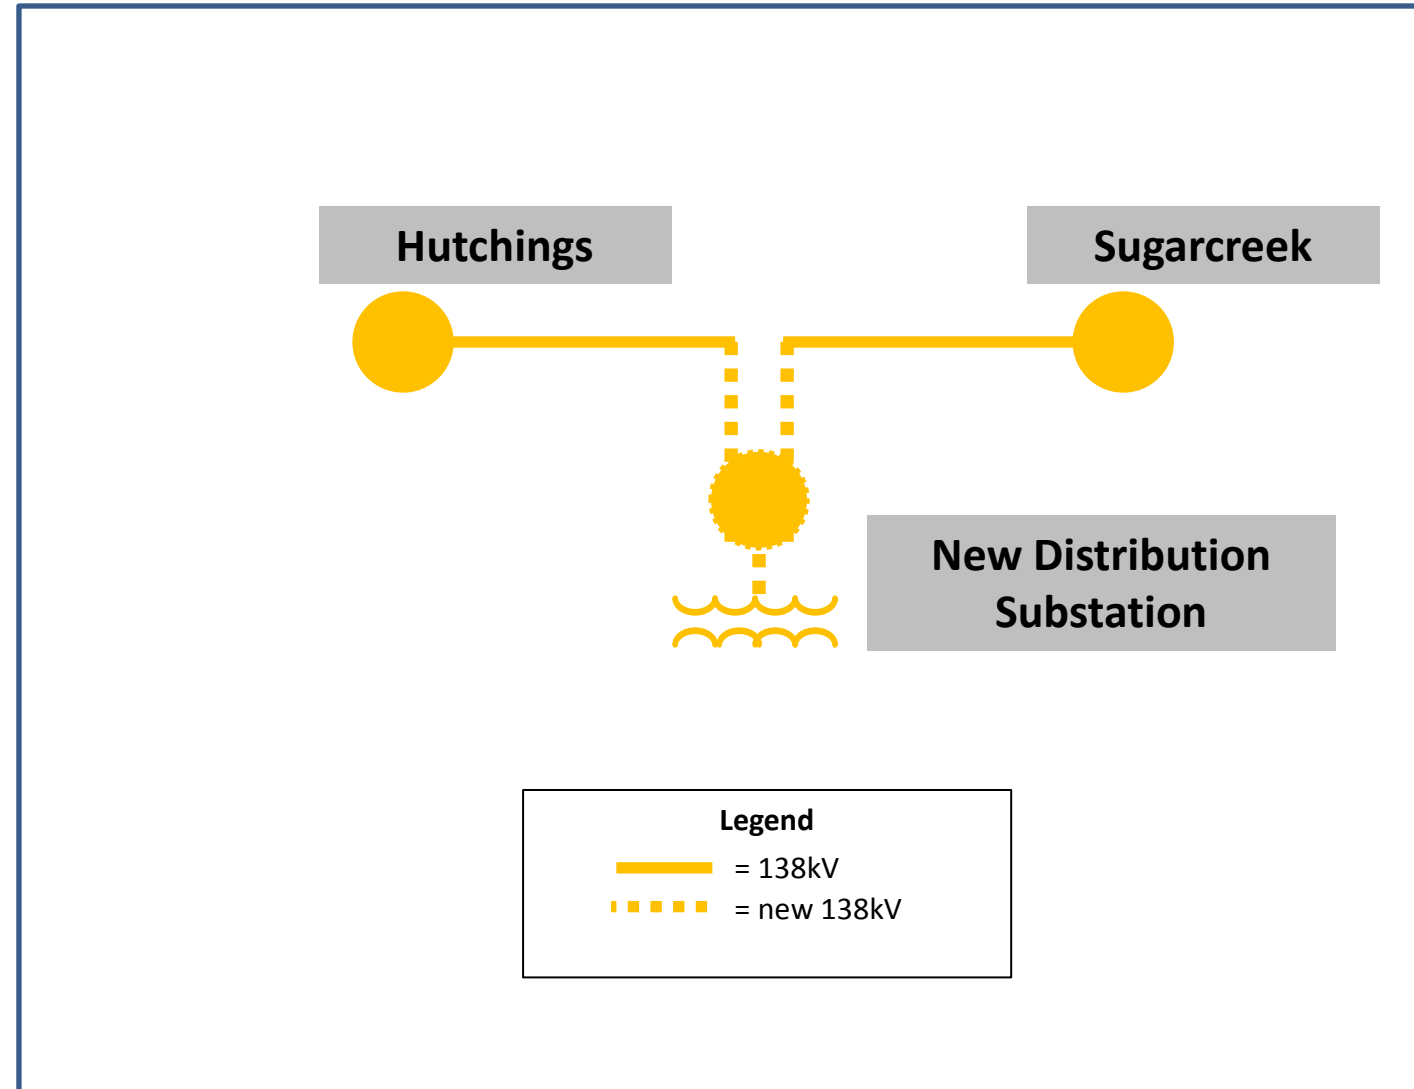 Hutchings
Sugarcreek
New Distribution
Substation
Legend
= 138kV
= new 138kV